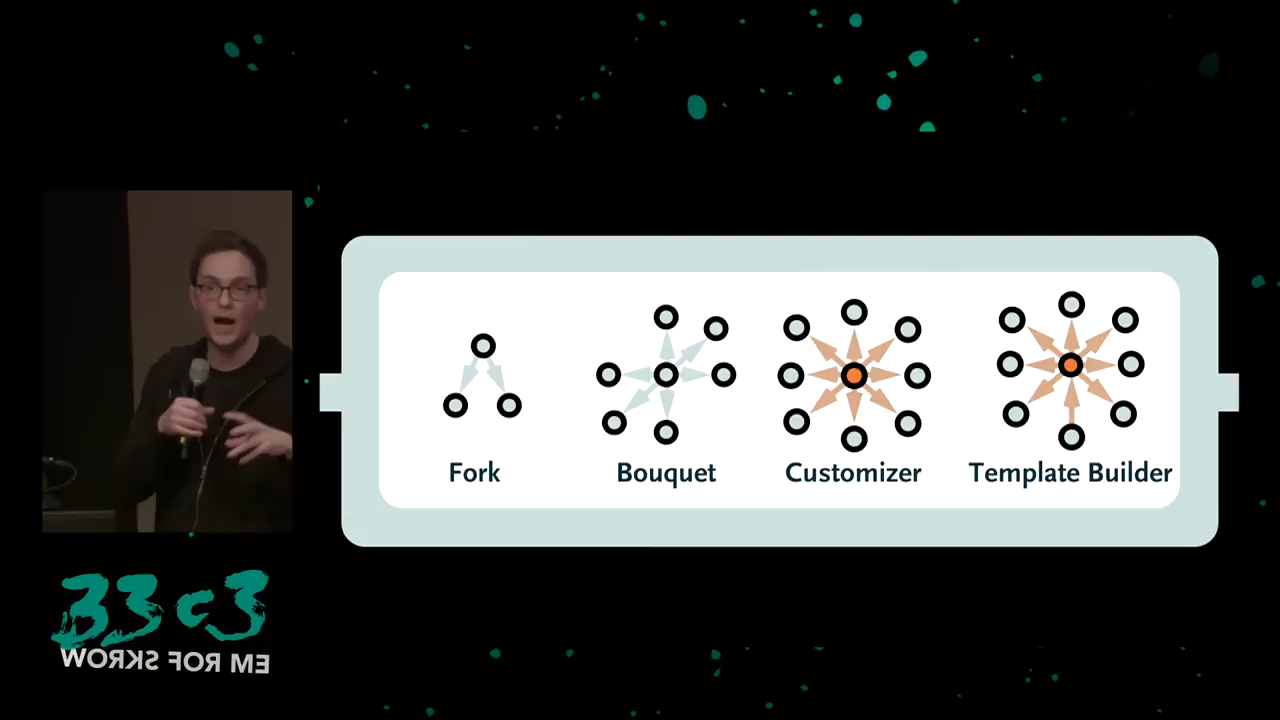 Fork
Bouquet
Customizer
Template Builder
33c3
WORKS FOR ME